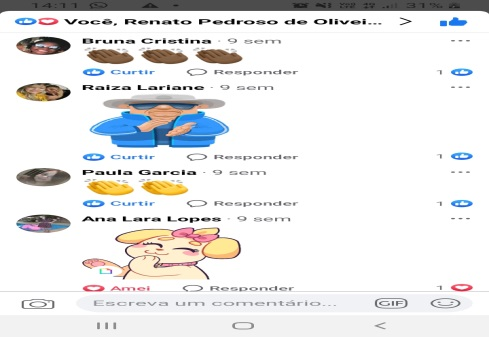 14:11 31%
Você, Renato Pedroso de Olivei... >
Bruna Cristina · 9 sem
Curtir Responder 1
Raiza Lariane · 9 sem
Curtir Responder 1
Paula Garcia · 9 sem
Curtir Responder 1
Ana Lara Lopes · 9 sem
Amei Responder 1
Escreva um comentário... GIF